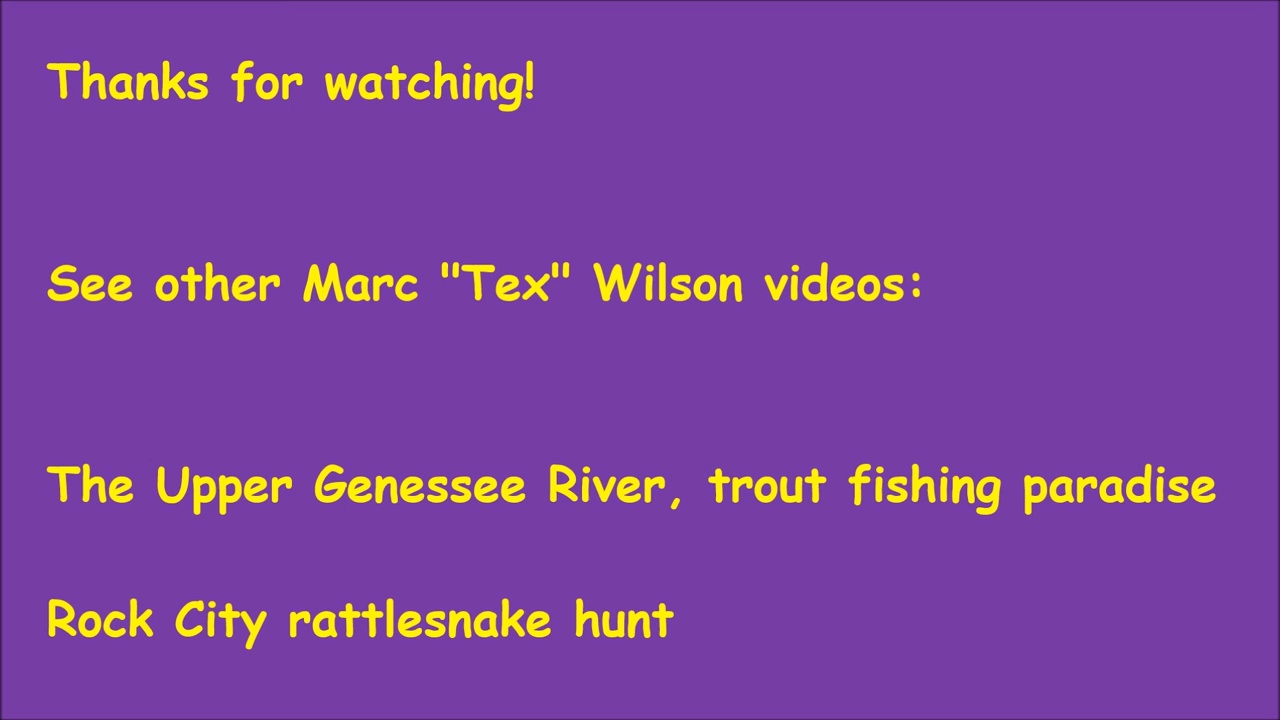 Thanks for watching!
See other Marc "Tex" Wilson videos:
The Upper Genessee River, trout fishing paradise
Rock City rattlesnake hunt